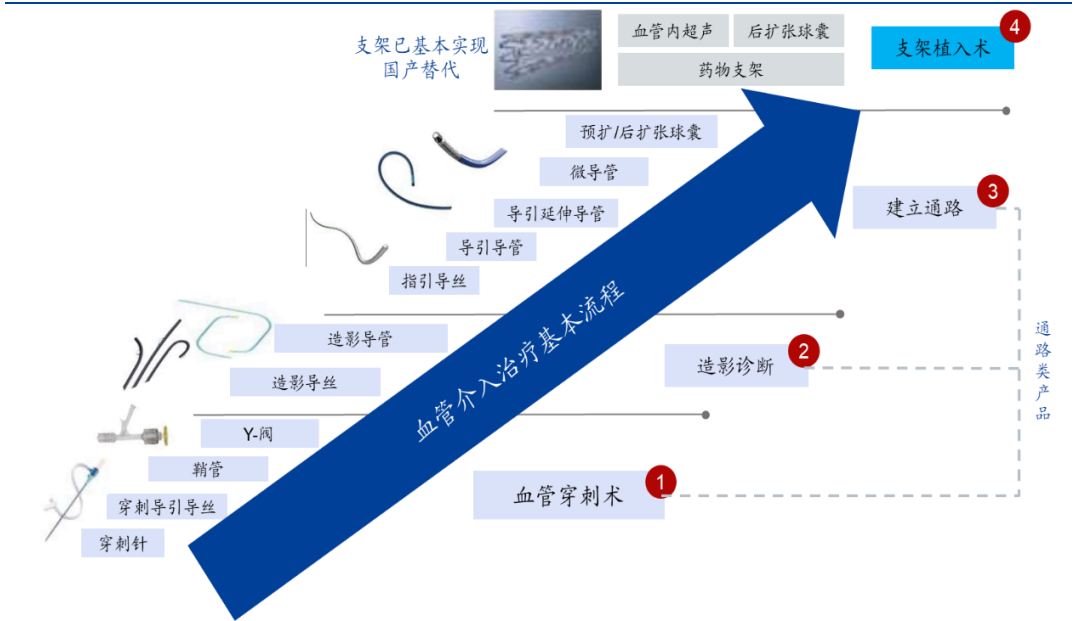 支架已基本实现
国产替代
血管内超声
后扩张球囊
药物支架
支架植入术
4
预扩/后扩张球囊
微导管
导引延伸导管
导引导管
指引导丝
建立通路
3
造影导管
造影导丝
造影诊断
2
Y-阀
鞘管
穿刺导引导丝
穿刺针
血管穿刺术
1
血管介入治疗基本流程
通路类产品